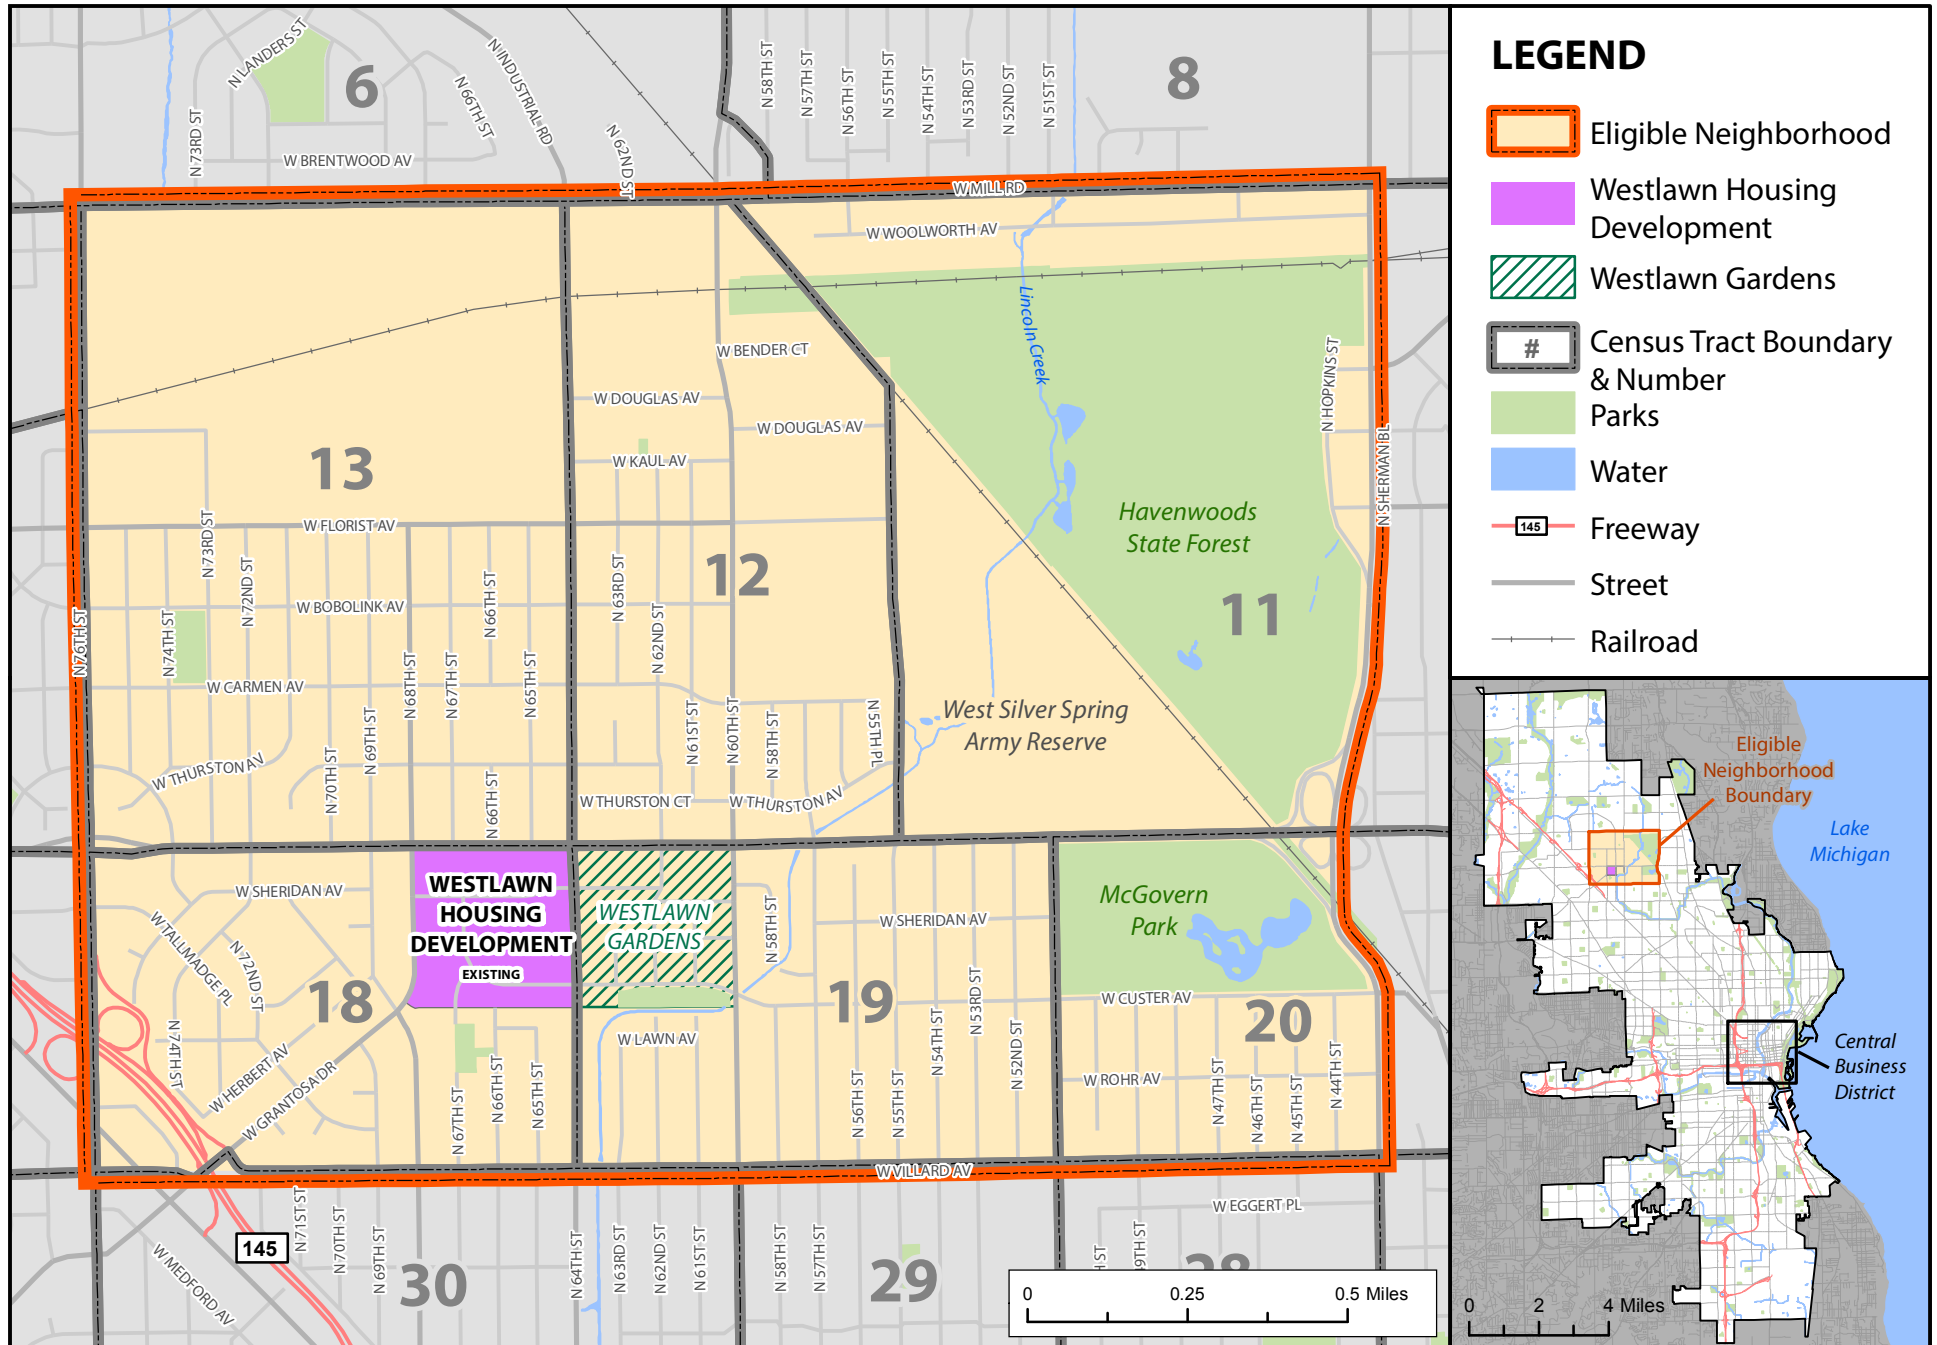 N LANDERS ST
6
N INDUSTRIAL RD
N 66TH ST
N 73RD ST
W BRENTWOOD AV
N 62ND ST
N 58TH ST
N 57TH ST
N 56TH ST
N 55TH ST
N 54TH ST
N 53RD ST
N 52ND ST
N 51ST ST
8
W MILL RD
W WOOLWORTH AV
Lincoln Creek
W BENDER CT
N HOPKINS ST
W DOUGLAS AV
W DOUGLAS AV
N SHERMAN BL
13
W KAUL AV
W FLORIST AV
Havenwoods
State Forest
N 73RD ST
N 72ND ST
12
N 63RD ST
N 66TH ST
W BOBOLINK AV
11
N 76TH ST
N 74TH ST
N 62ND ST
N 68TH ST
N 67TH ST
N 65TH ST
W CARMEN AV
N 69TH ST
N 61ST ST
N 60TH ST
N 58TH ST
N 55TH PL
West Silver Spring
Army Reserve
W THURSTON AV
N 70TH ST
N 66TH ST
W THURSTON CT
W THURSTON AV
W SHERIDAN AV
WESTLAWN
HOUSING
DEVELOPMENT
EXISTING
WESTLAWN
GARDENS
N 58TH ST
W SHERIDAN AV
McGovern
Park
W TALLMADGE PL
N 72ND ST
18
19
N 53RD ST
W CUSTER AV
20
N 74TH ST
W HERBERT AV
W GRANTOSA DR
W LAWN AV
N 54TH ST
N 52ND ST
W ROHR AV
N 67TH ST
N 66TH ST
N 65TH ST
N 56TH ST
N 55TH ST
N 47TH ST
N 46TH ST
N 45TH ST
N 44TH ST
W VILLARD AV
W EGGERT PL
145
N 71ST ST
N 70TH ST
N 69TH ST
W MEDFORD AV
30
N 64TH ST
N 63RD ST
N 62ND ST
N 61ST ST
N 58TH ST
N 57TH ST
29
ST
49TH ST
28
0 0.25 0.5 Miles
LEGEND
Eligible Neighborhood
Westlawn Housing
Development
Westlawn Gardens
#
Census Tract Boundary
& Number
Parks
Water
145
Freeway
Street
Railroad
Eligible
Neighborhood
Boundary
Lake
Michigan
Central
Business
District
0 2 4 Miles